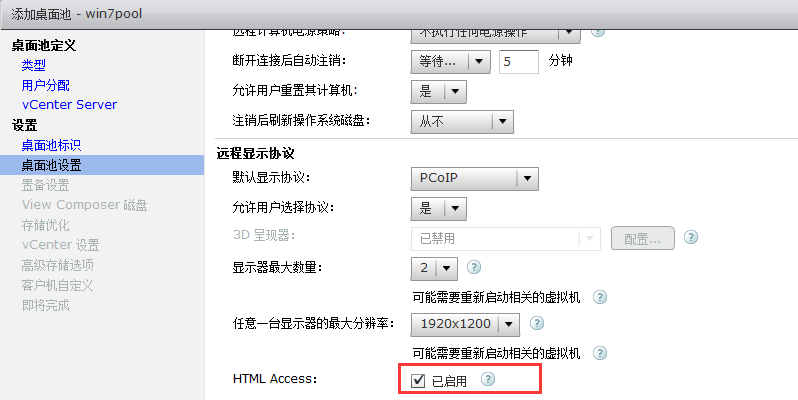 添加桌面池 - win7pool
桌面池定义
类型
用户分配
vCenter Server
设置
桌面池标识
桌面池设置
置备设置
View Composer 磁盘
存储优化
vCenter 设置
高级存储选项
客户机自定义
即将完成
远程计算机电源策略: 不执行任何电源操作 ?
断开连接后自动注销: 等待... 5 分钟
允许用户重置其计算机: 是
注销后刷新操作系统磁盘: 从不
远程显示协议
默认显示协议: PCoIP
允许用户选择协议: 是
3D 呈现器: 已禁用 配置... ?
显示器最大数量: 2 ?
可能需要重新启动相关的虚拟机 ?
任意一台显示器的最大分辨率: 1920x1200 ?
可能需要重新启动相关的虚拟机 ?
HTML Access: 已启用 ?